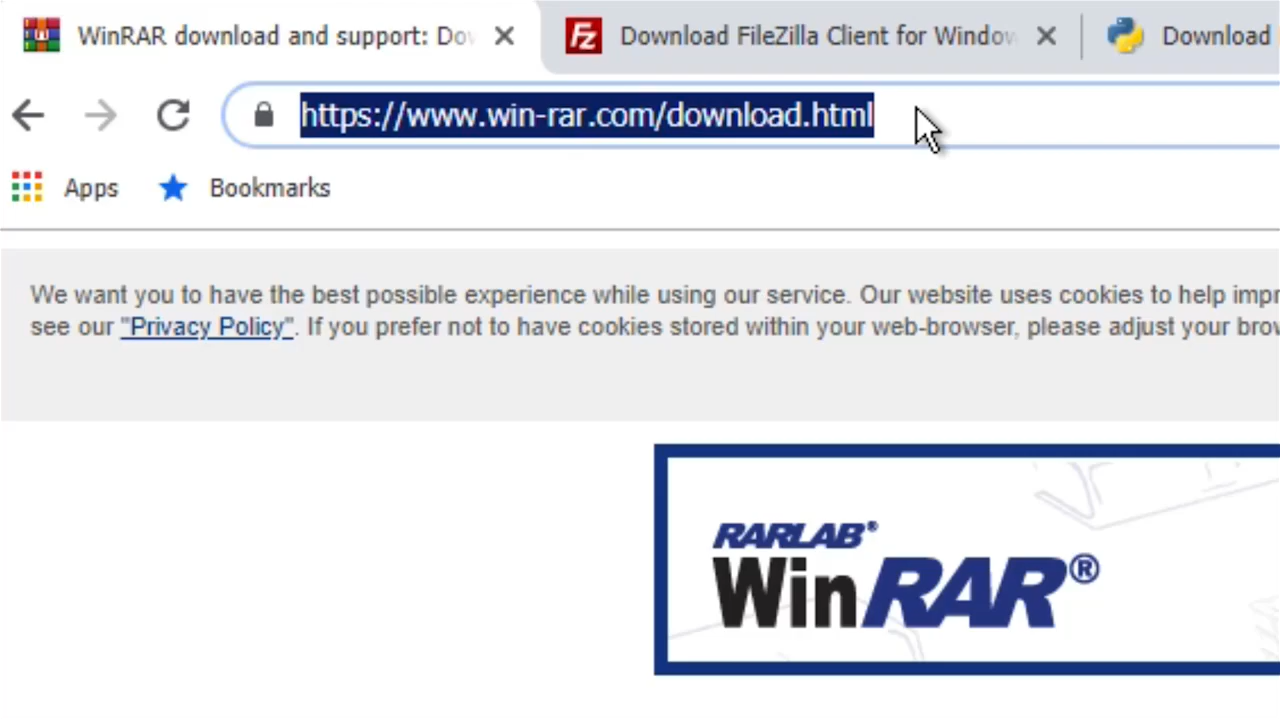 WinRAR download and support: Dov
Download FileZilla Client for Window
Download
https://www.win-rar.com/download.html
Apps
Bookmarks
We want you to have the best possible experience while using our service. Our website uses cookies to help impr
see our "Privacy Policy". If you prefer not to have cookies stored within your web-browser, please adjust your brow
RARLAB®
WinRAR®